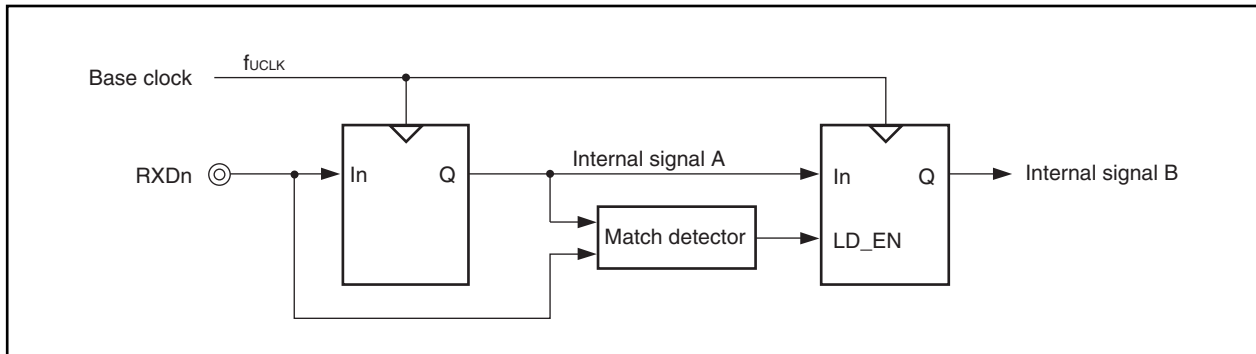 Base clock
fUCLK
RXDn
In
Q
Internal signal A
Match detector
In
Q
LD_EN
Internal signal B